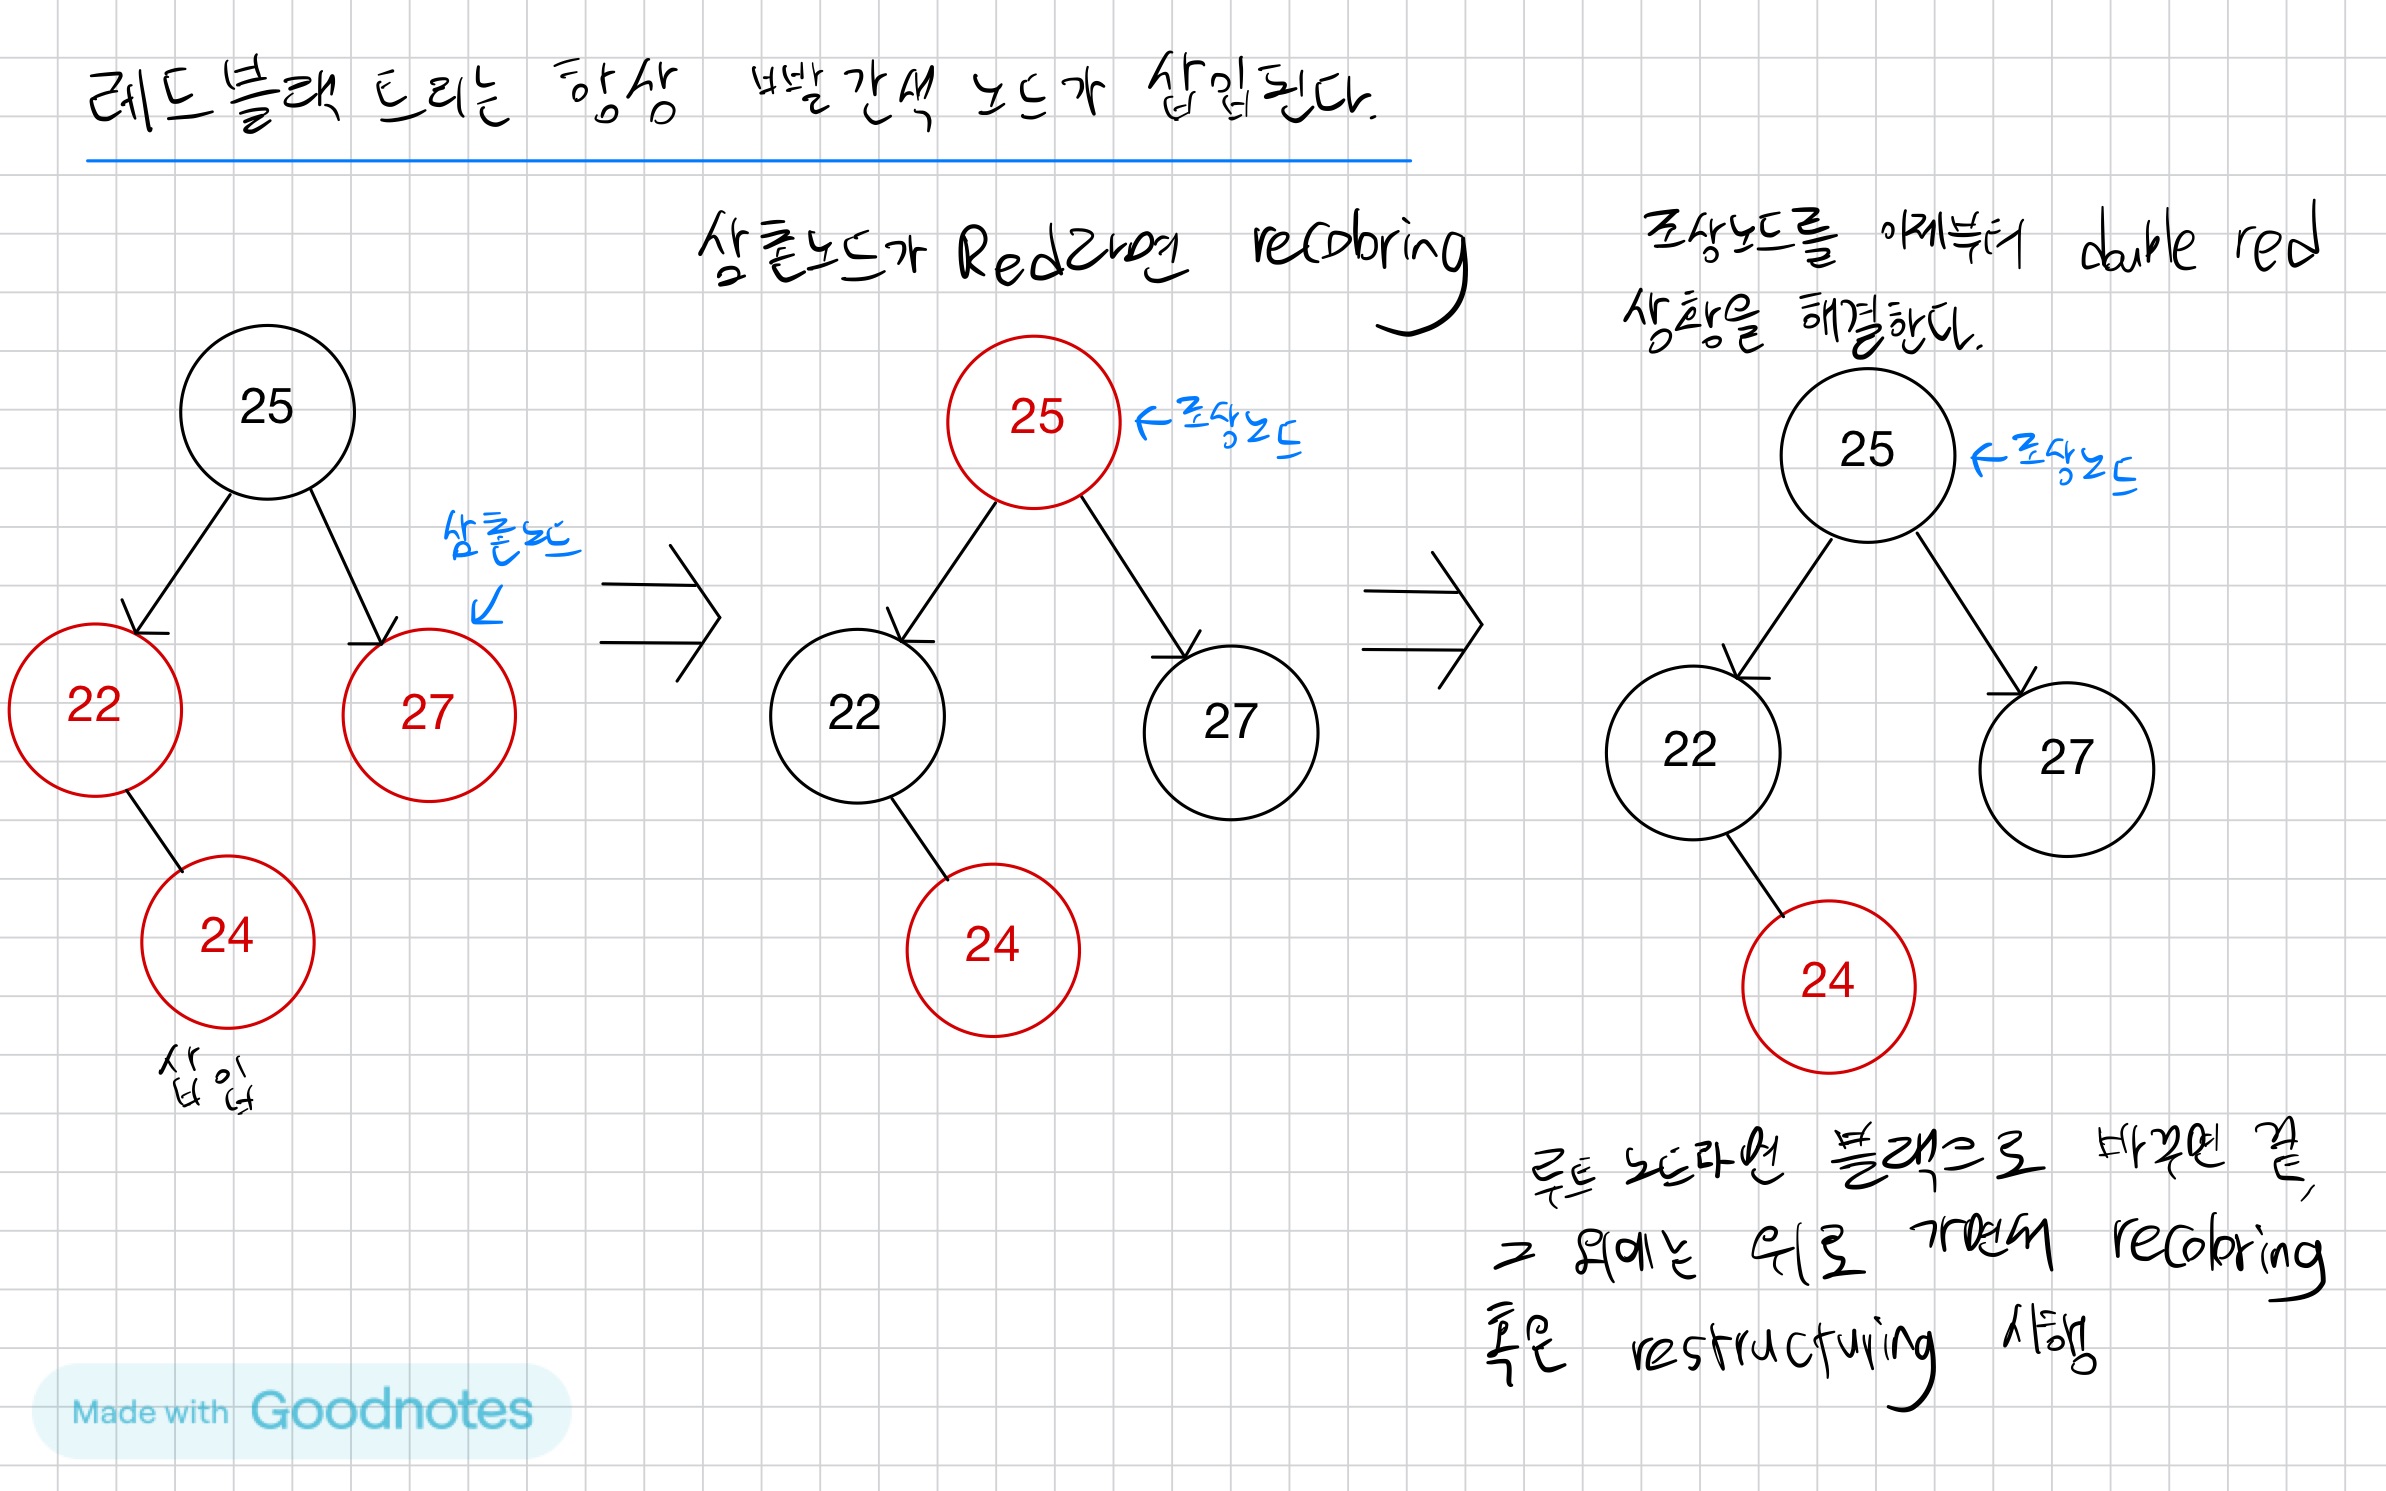 레드블랙 트리는 항상 빨간색 노드가 삽입된다.
삼촌노드가 Red라면 recoloring
조상노드를 이제부터 double red
상황을 해결한다.
25
삼촌노드
22
27
24
삽입
25
←조상노드
22
27
24
25
←조상노드
22
27
24
루트 노드라면 블랙으로 바꾸면 끝,
그 외에는 위로 가면서 recoloring
혹은 restructuring 시행
Made with Goodnotes